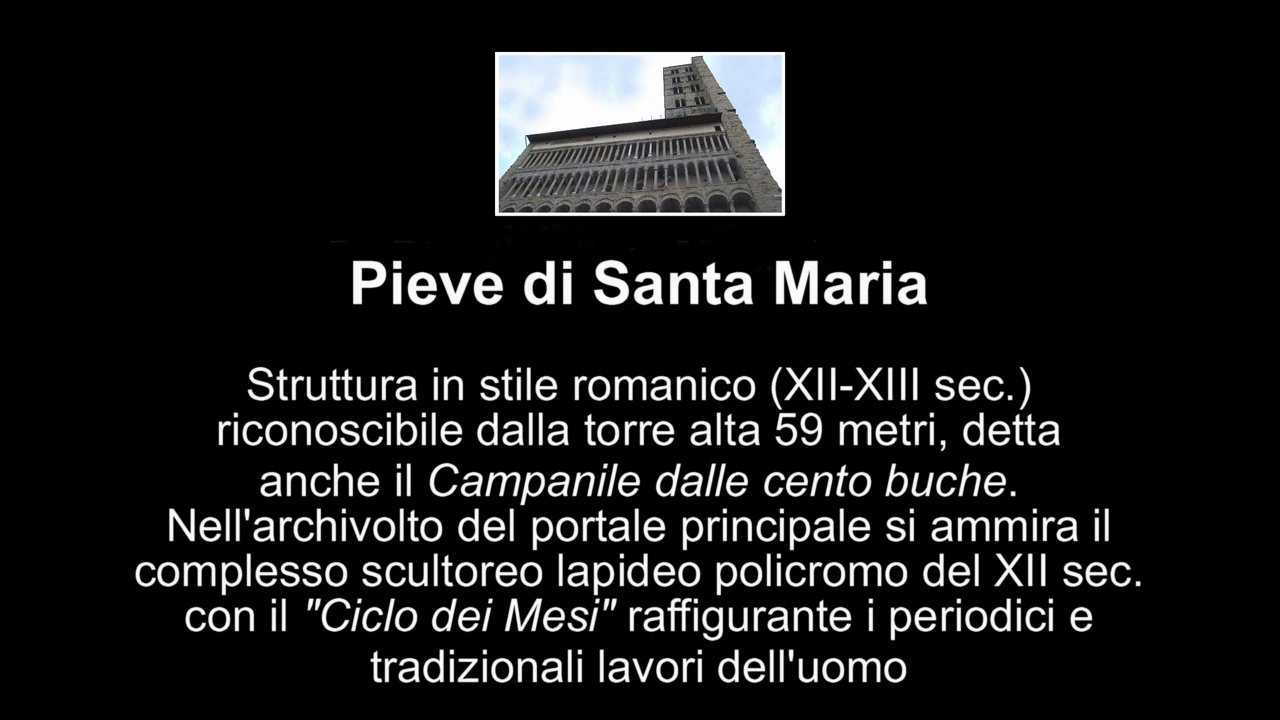 Pieve di Santa Maria
Struttura in stile romanico (XII-XIII sec.)
riconoscibile dalla torre alta 59 metri, detta
anche il Campanile dalle cento buche.
Nell'archivolto del portale principale si ammira il
complesso scultoreo lapideo policromo del XII sec.
con il "Ciclo dei Mesi" raffigurante i periodici e
tradizionali lavori dell'uomo